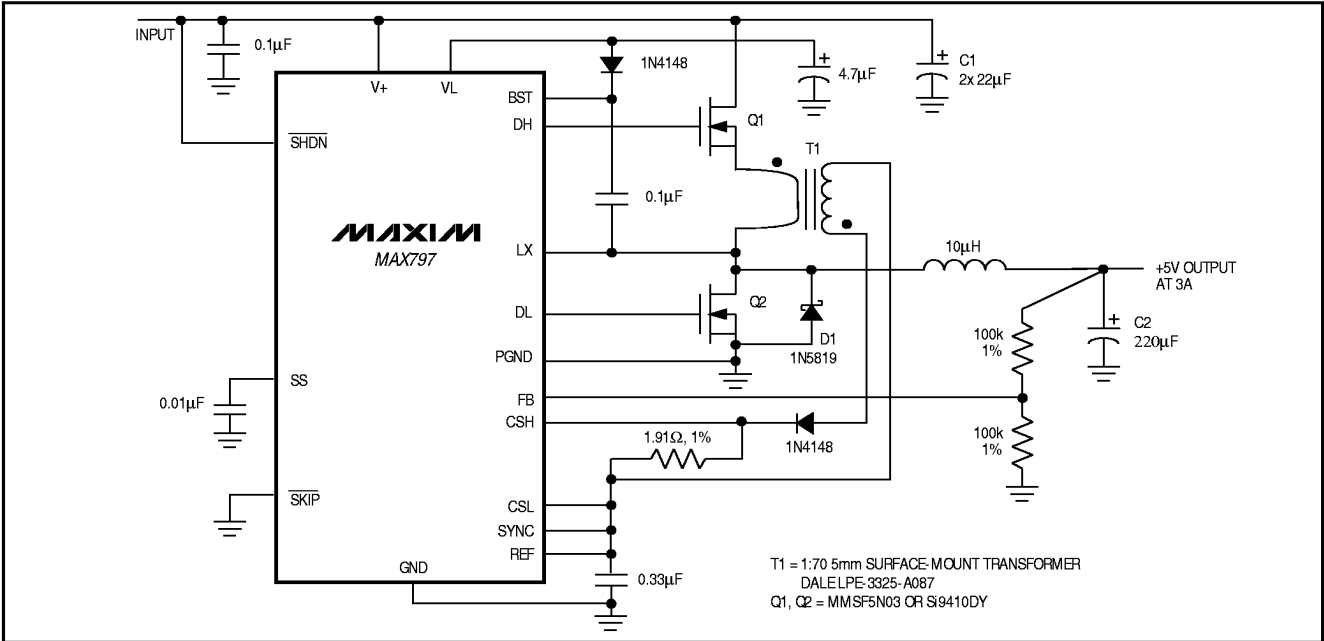 INPUT
0.1µF
V+
VL
1N4148
4.7µF
C1
2x 22µF
BST
DH
Q1
T1
SHDN
0.1µF
MAXIM
MAX797
LX
10µH
+5V OUTPUT
AT 3A
DL
Q2
D1
1N5819
C2
220µF
100k
1%
PGND
SS
0.01µF
FB
CSH
1N4148
1.91Ω, 1%
100k
1%
SKIP
CSL
SYNC
REF
GND
0.33µF
T1 = 1:70 5mm SURFACE-MOUNT TRANSFORMER
DALE LPE-3325-A087
Q1, Q2 = MMSF5N03 OR Si9410DY
+
+
+